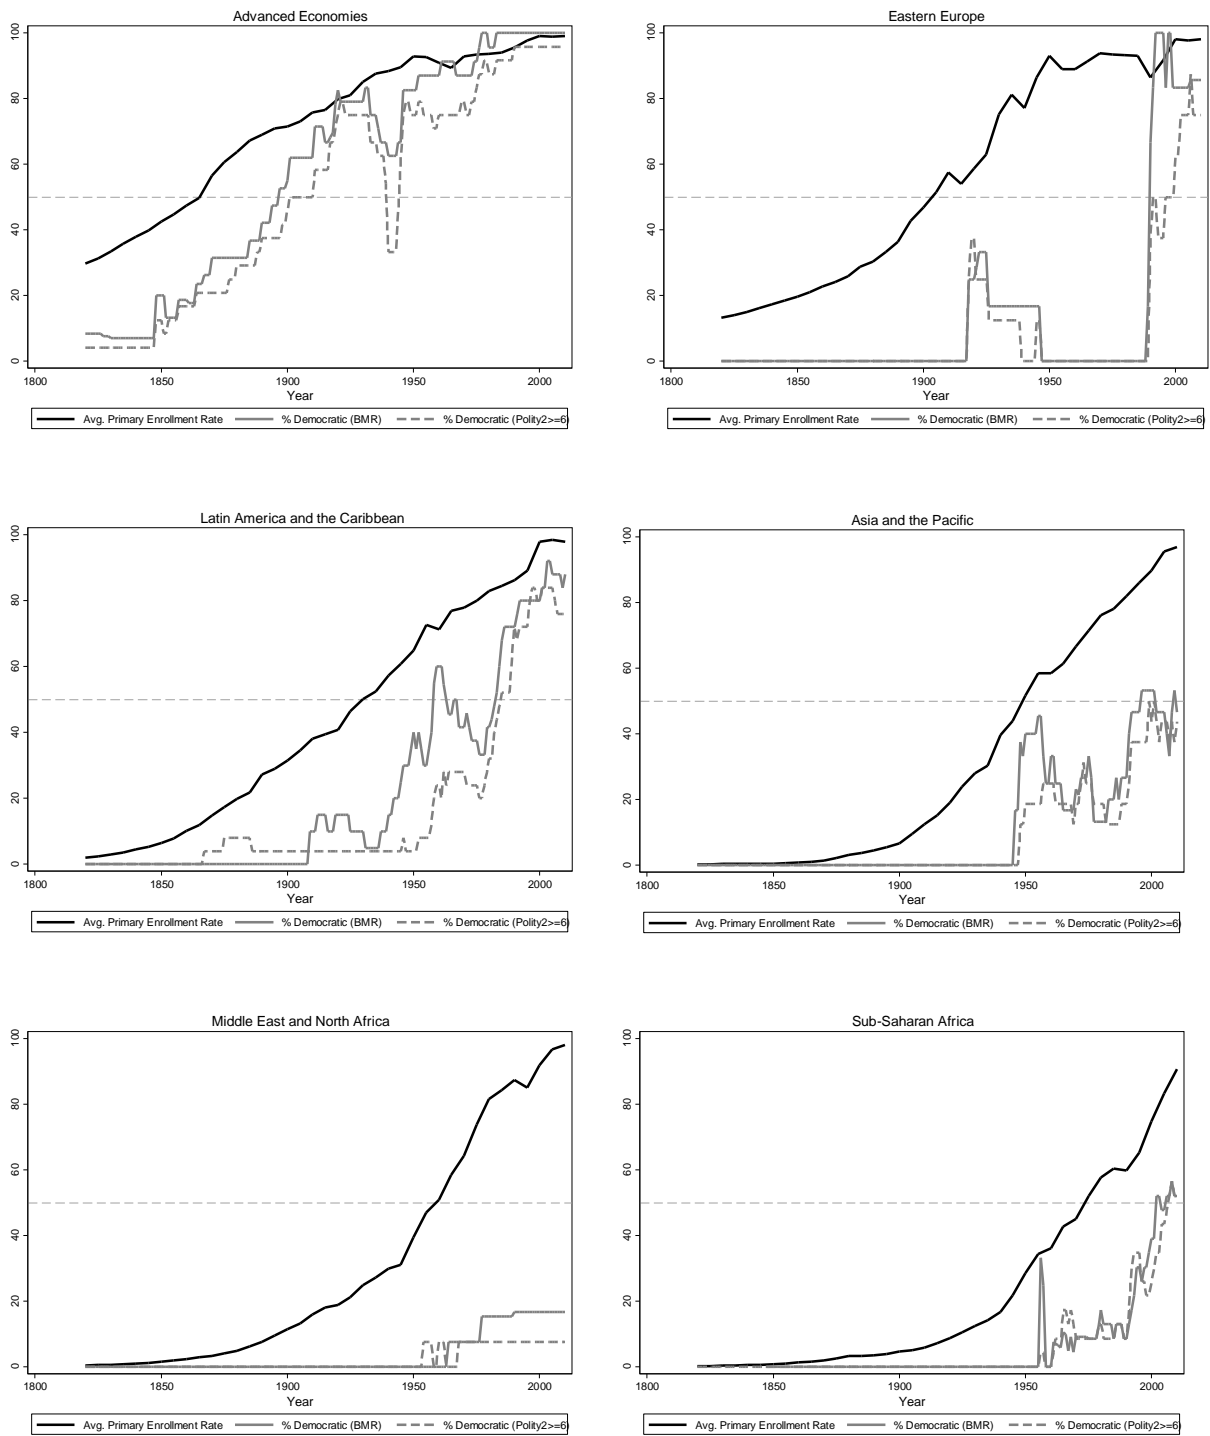 Advanced Economies
100
80
60
40
20
0
1800 1850 1900 1950 2000
Year
Avg. Primary Enrollment Rate % Democratic (BMR) % Democratic (Polity2>=6)
Eastern Europe
100
80
60
40
20
0
1800 1850 1900 1950 2000
Year
Avg. Primary Enrollment Rate % Democratic (BMR) % Democratic (Polity2>=6)
Latin America and the Caribbean
100
80
60
40
20
0
1800 1850 1900 1950 2000
Year
Avg. Primary Enrollment Rate % Democratic (BMR) % Democratic (Polity2>=6)
Asia and the Pacific
100
80
60
40
20
0
1800 1850 1900 1950 2000
Year
Avg. Primary Enrollment Rate % Democratic (BMR) % Democratic (Polity2>=6)
Middle East and North Africa
100
80
60
40
20
0
1800 1850 1900 1950 2000
Year
Avg. Primary Enrollment Rate % Democratic (BMR) % Democratic (Polity2>=6)
Sub-Saharan Africa
100
80
60
40
20
0
1800 1850 1900 1950 2000
Year
Avg. Primary Enrollment Rate % Democratic (BMR) % Democratic (Polity2>=6)